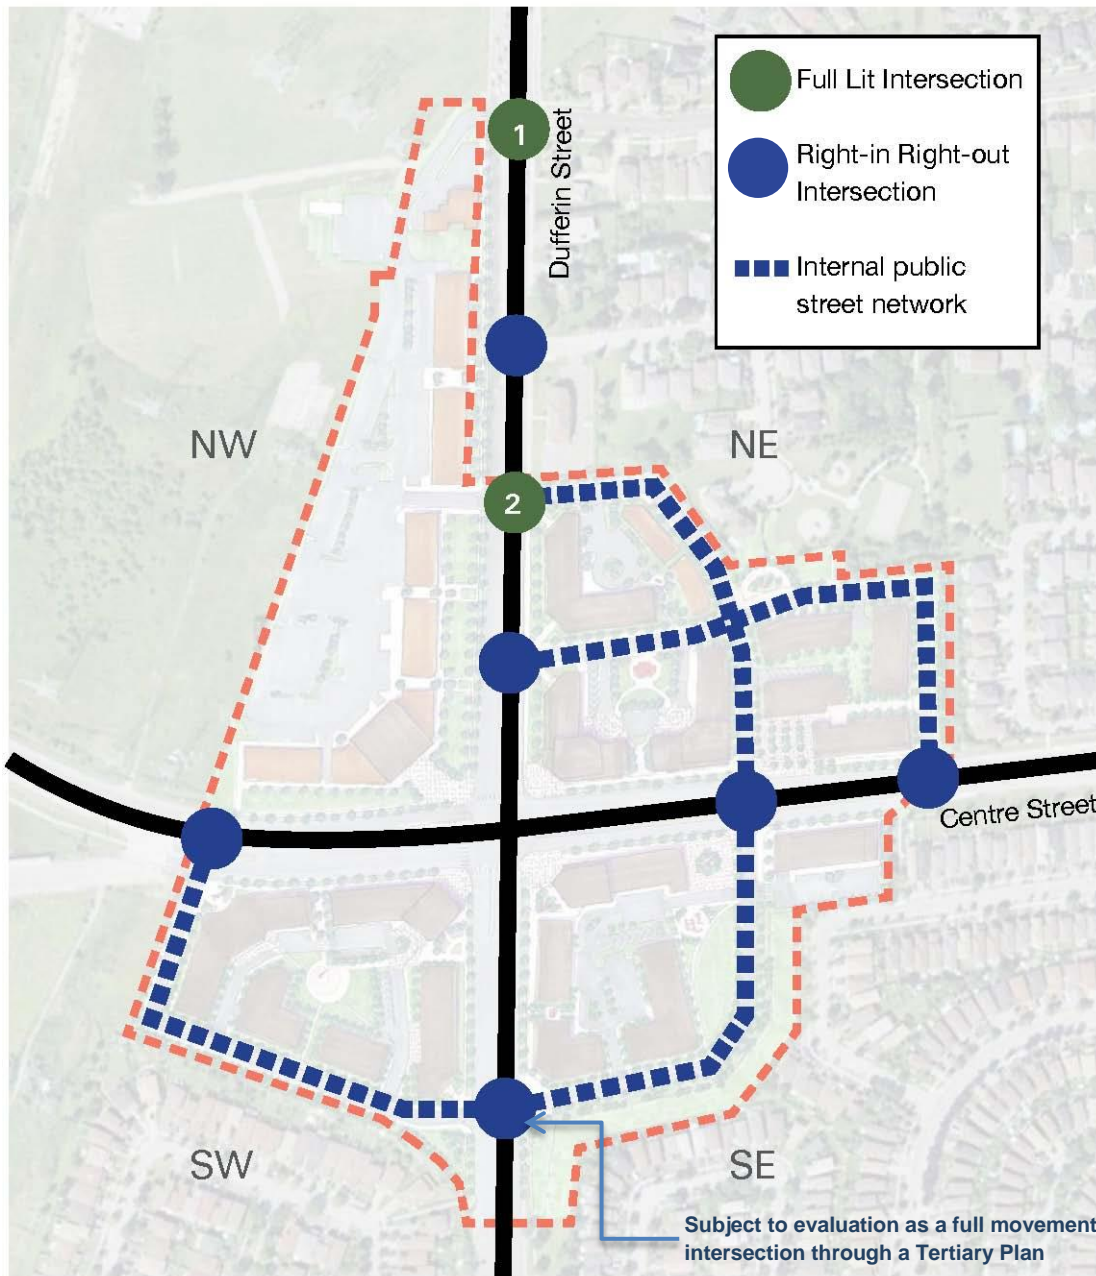 Full Lit Intersection
Right-in Right-out
Intersection
Internal public
street network
1
Dufferin Street
NW
NE
2
Centre Street
SW
SE
Subject to evaluation as a full movement
intersection through a Tertiary Plan